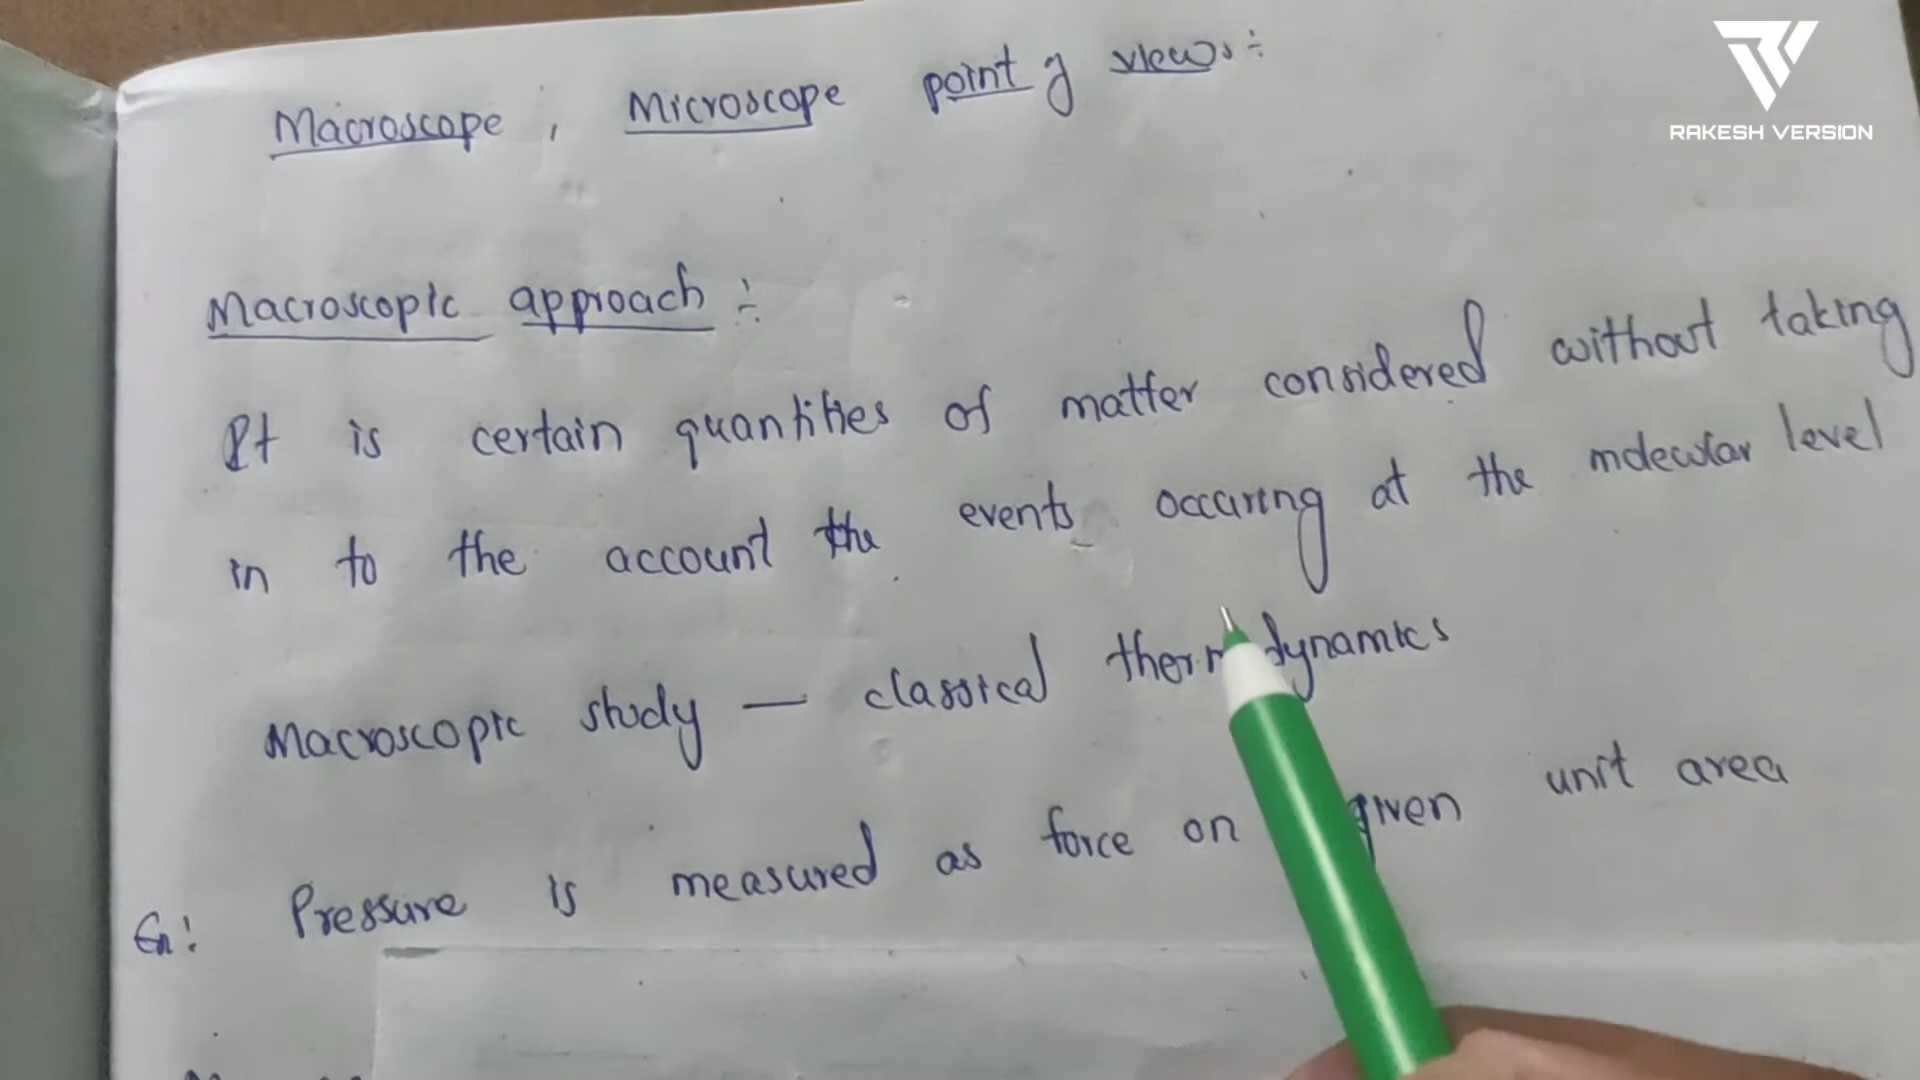 Macroscope, Microscope point of view :-
RAKESH VERSION
Macroscopic approach :-
It is certain quantities of matter considered without taking
in to the account the events occuring at the molecular level
Macroscopic study — classical thermodynamics
Ex: Pressure is measured as force on given unit area